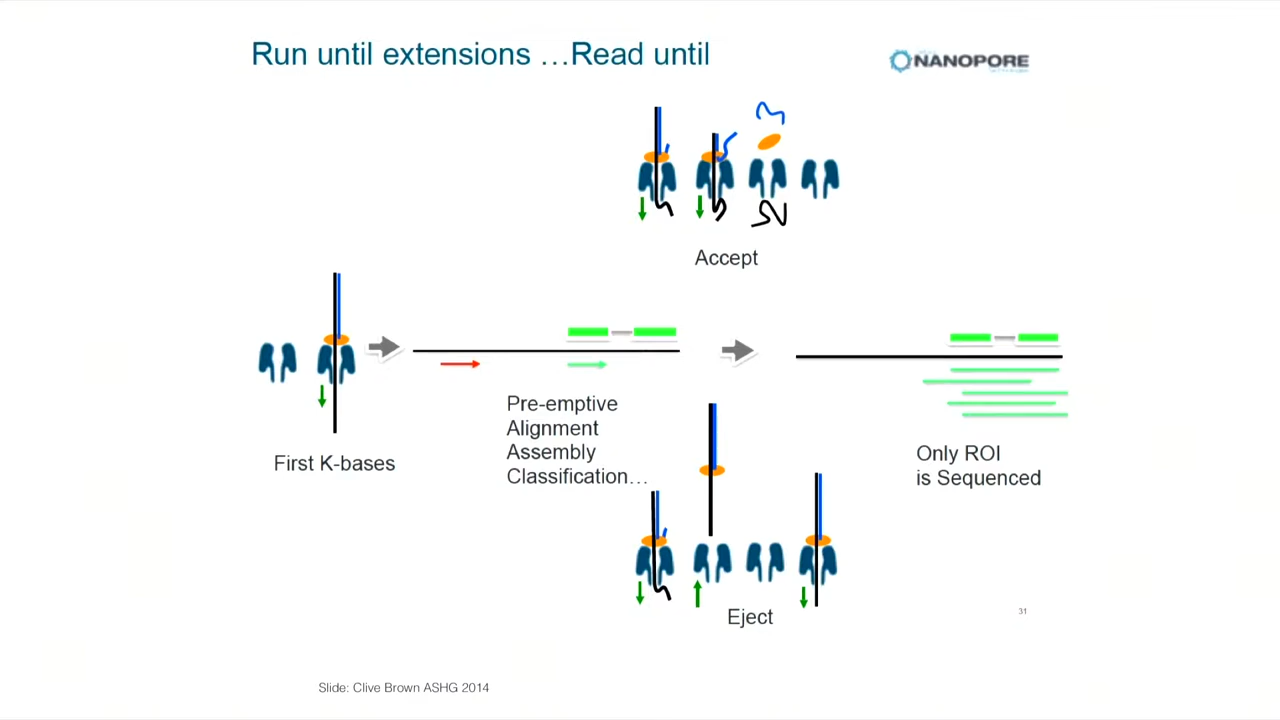 Run until extensions …Read until
NANOPORE
Accept
First K-bases
Pre-emptive
Alignment
Assembly
Classification…
Only ROI
is Sequenced
Eject
31
Slide: Clive Brown ASHG 2014